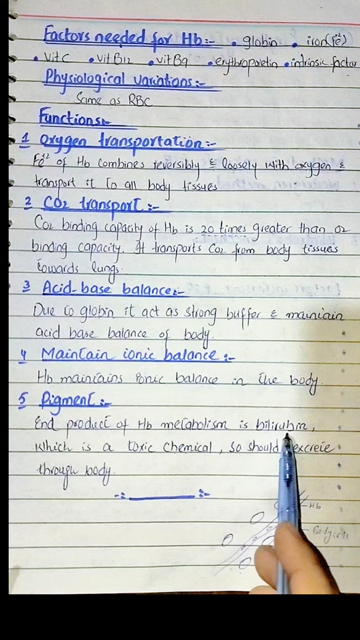 Factors needed for Hb:- • globin • iron(Fe²)
• vit C • vit B12 • vit B9 • erythropoietin • intrinsic factor
Physiological variations:-
Same as RBC
Functions:-
1 Oxygen transportation:-
Fe² of Hb combines reversibly & loosely with oxygen &
transport it to all body tissues
2 CO2 transport:-
CO2 binding capacity of Hb is 20 times greater than O2
binding capacity. It transports CO2 from body tissues
towards lungs.
3 Acid-base balance:-
Due to globin it act as strong buffer & maintain
acid base balance of body.
4 Maintain ionic balance:-
Hb maintains ionic balance in the body.
5 Pigment:-
End product of Hb metabolism is
which is a toxic chemical, so should excrete
through body.
Hb